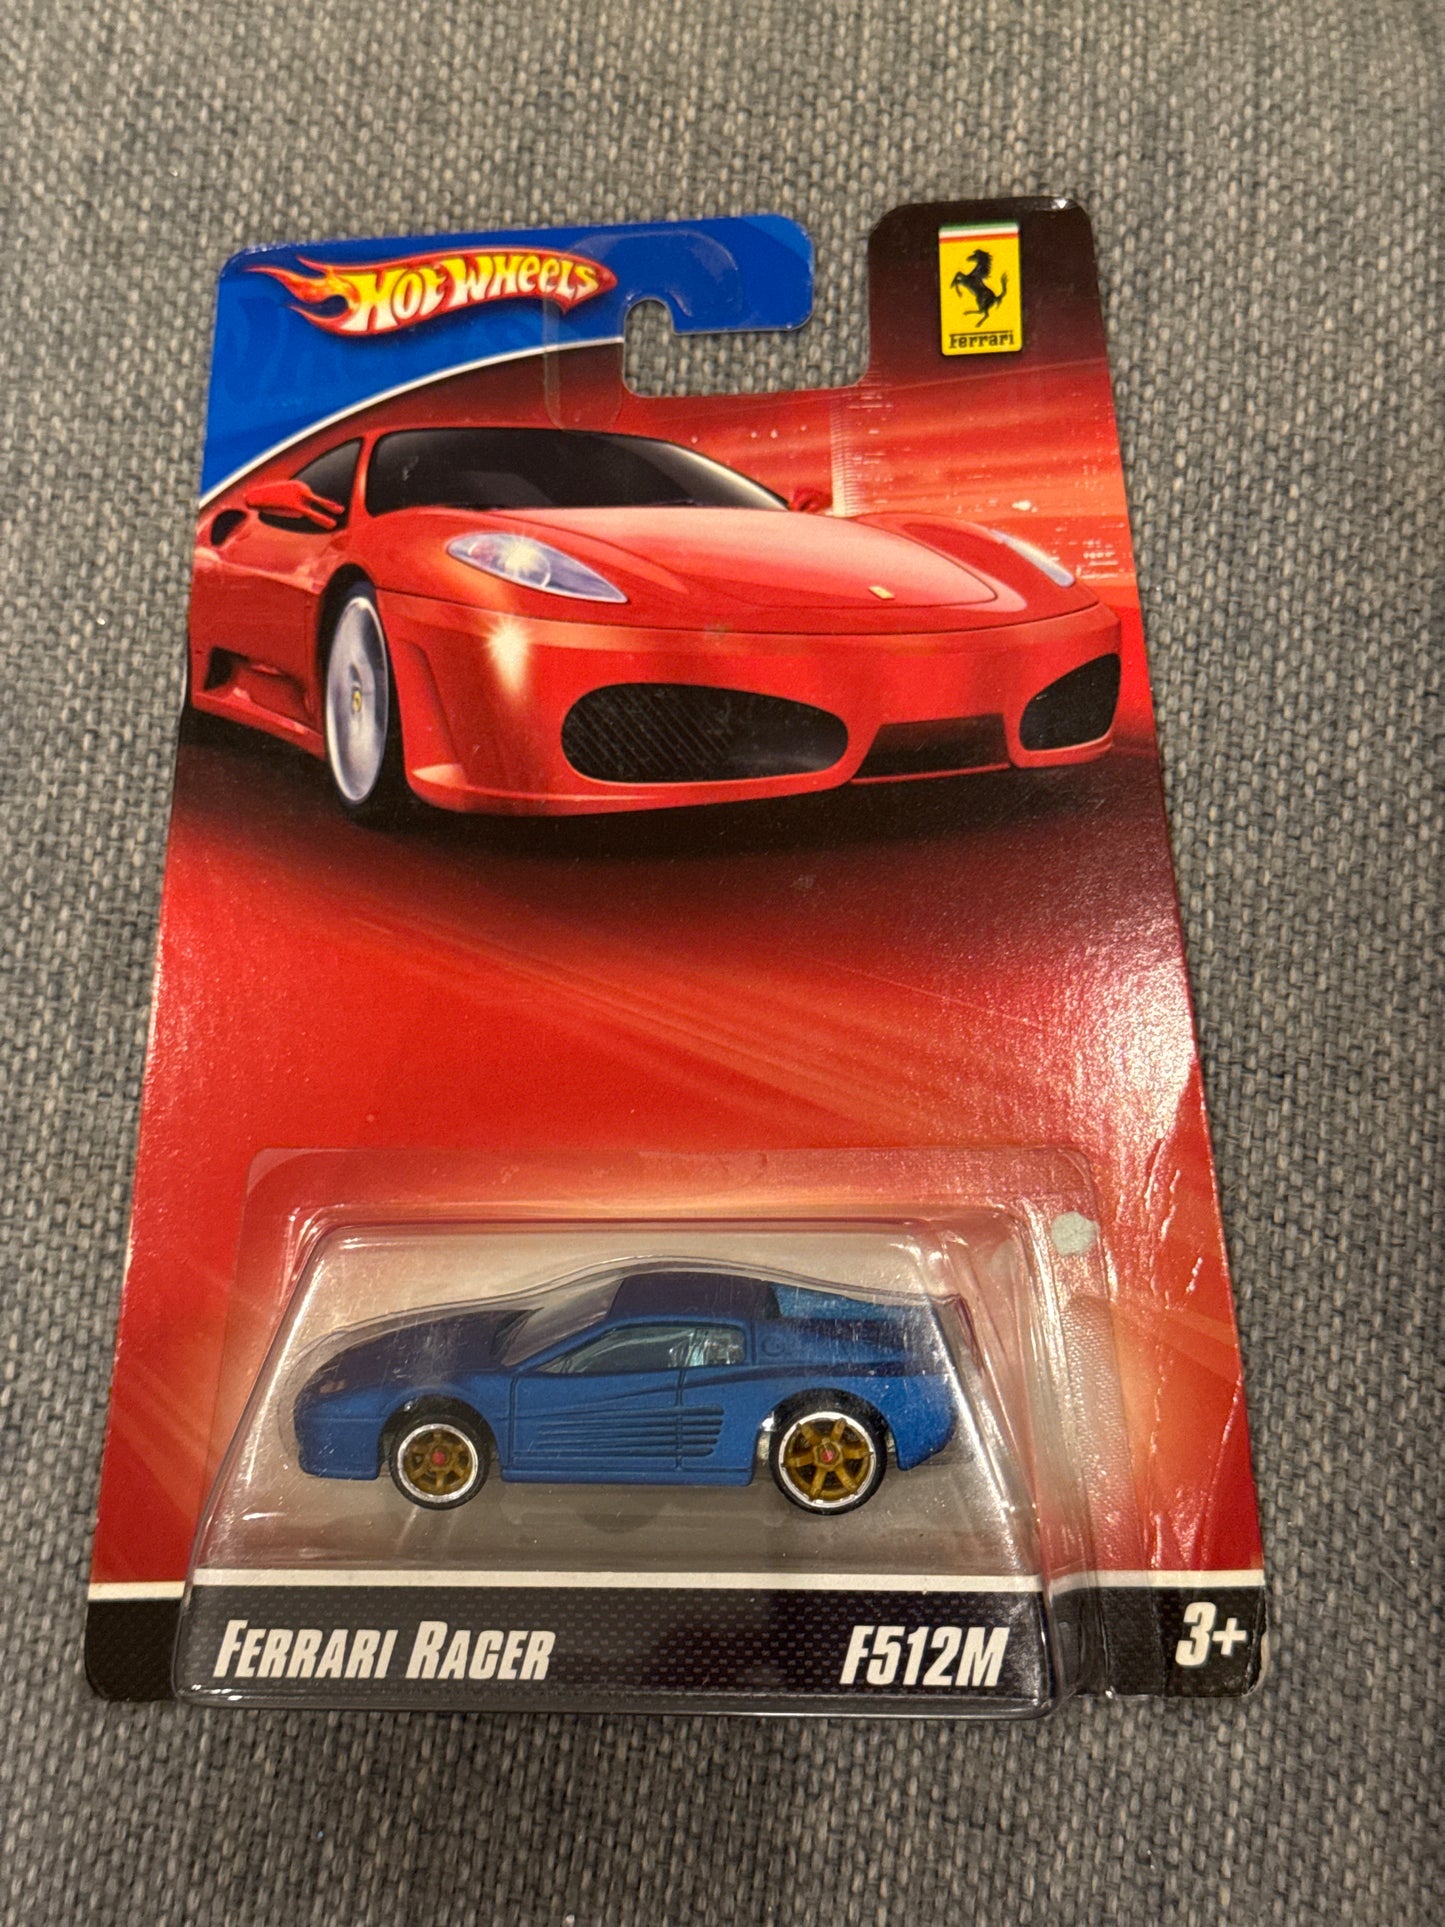 HOT WHEELS
Ferrari
FERRARI RACER
F512M
3+